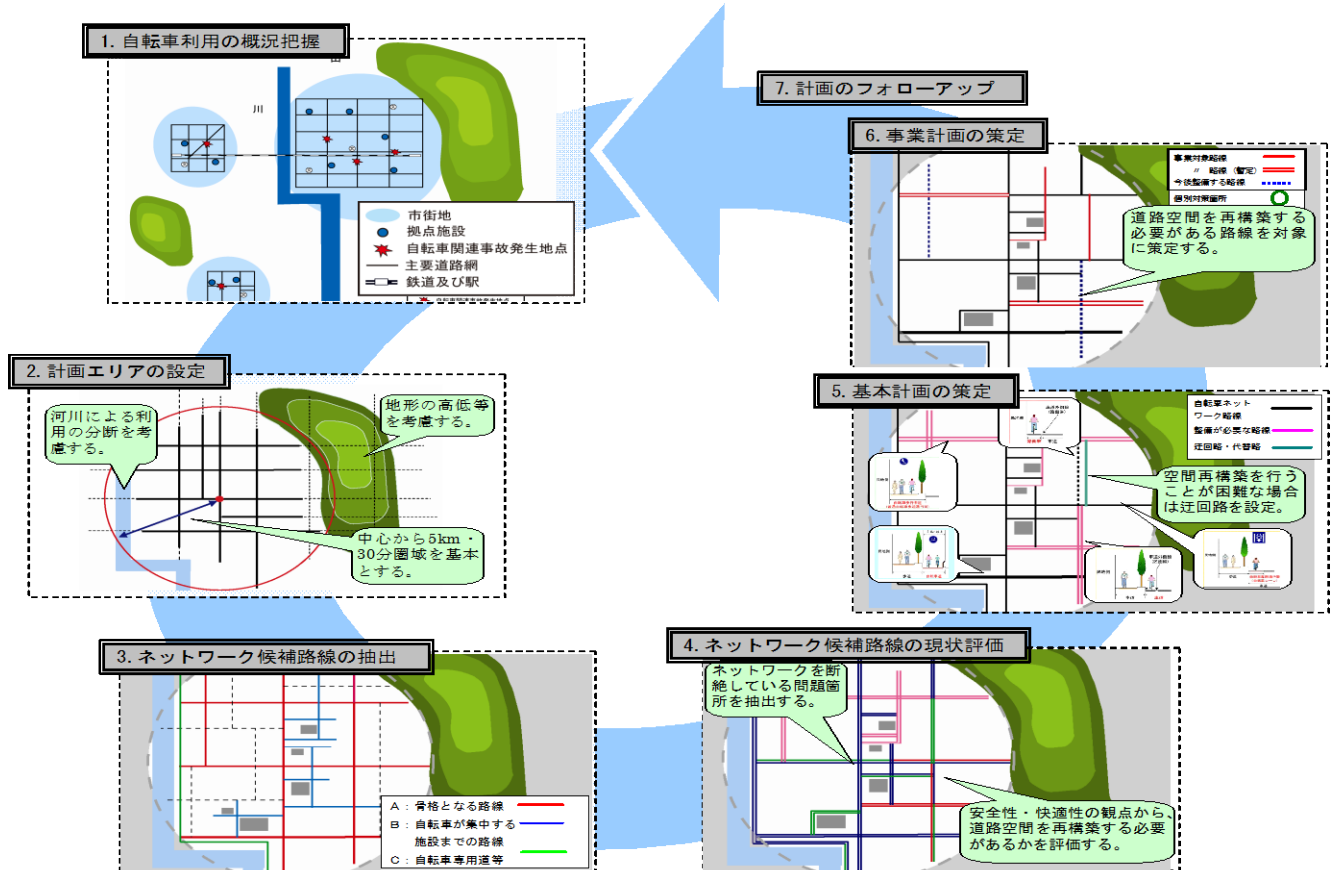 1. 自転車利用の概況把握
川
市街地
拠点施設
自転車関連事故発生地点
主要道路網
鉄道及び駅
自転車関連事故発生地点
2. 計画エリアの設定
河川による利
用の分断を考
慮する。
地形の高低等
を考慮する。
中心から5km・
30分圏域を基本
とする。
3. ネットワーク候補路線の抽出
A：骨格となる路線
B：自転車が集中する
施設までの路線
C：自転車専用道等
4. ネットワーク候補路線の現状評価
ネットワークを断
絶している問題箇
所を抽出する。
安全性・快適性の観点から、
道路空間を再構築する必要
があるかを評価する。
5. 基本計画の策定
自転車ネット
ワーク路線
整備が必要な路線
迂回路・代替路
空間再構築を行う
ことが困難な場合
は迂回路を設定。
6. 事業計画の策定
事業対象路線
〃 路線（暫定）
今後整備する路線
個別対策箇所
道路空間を再構築する
必要がある路線を対象
に策定する。
7. 計画のフォローアップ